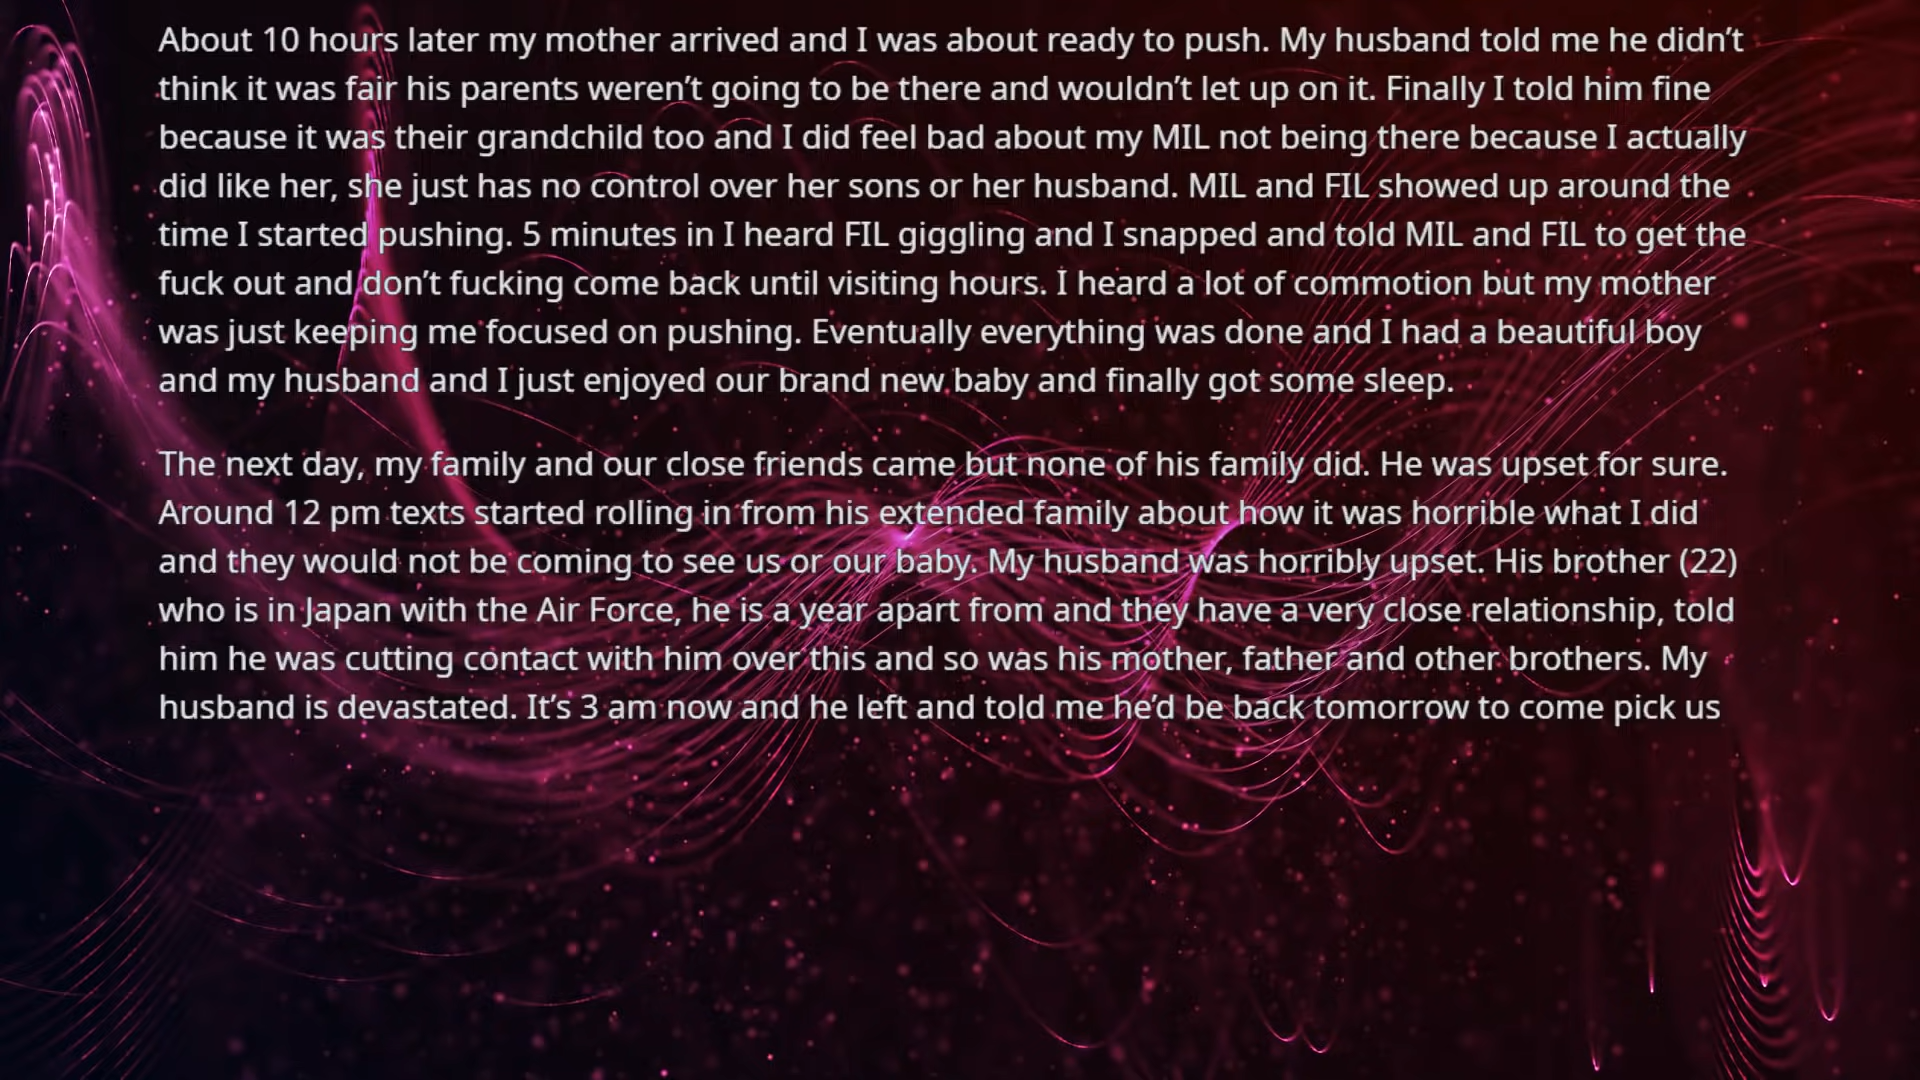 About 10 hours later my mother arrived and I was about ready to push. My husband told me he didn’t
think it was fair his parents weren’t going to be there and wouldn’t let up on it. Finally I told him fine
because it was their grandchild too and I did feel bad about my MIL not being there because I actually
did like her, she just has no control over her sons or her husband. MIL and FIL showed up around the
time I started pushing. 5 minutes in I heard FIL giggling and I snapped and told MIL and FIL to get the
fuck out and don’t fucking come back until visiting hours. I heard a lot of commotion but my mother
was just keeping me focused on pushing. Eventually everything was done and I had a beautiful boy
and my husband and I just enjoyed our brand new baby and finally got some sleep.
The next day, my family and our close friends came but none of his family did. He was upset for sure.
Around 12 pm texts started rolling in from his extended family about how it was horrible what I did
and they would not be coming to see us or our baby. My husband was horribly upset. His brother (22)
who is in Japan with the Air Force, he is a year apart from and they have a very close relationship, told
him he was cutting contact with him over this and so was his mother, father and other brothers. My
husband is devastated. It’s 3 am now and he left and told me he’d be back tomorrow to come pick us